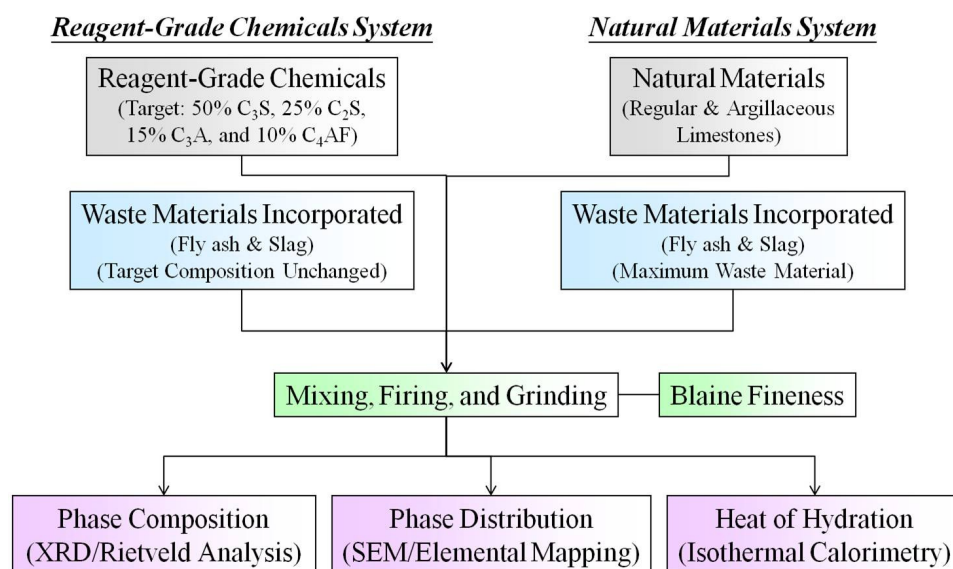 Reagent-Grade Chemicals System
Natural Materials System
Reagent-Grade Chemicals
(Target: 50% C₃S, 25% C₂S,
15% C₃A, and 10% C₄AF)
Natural Materials
(Regular & Argillaceous
Limestones)
Waste Materials Incorporated
(Fly ash & Slag)
(Target Composition Unchanged)
Waste Materials Incorporated
(Fly ash & Slag)
(Maximum Waste Material)
Mixing, Firing, and Grinding
Blaine Fineness
Phase Composition
(XRD/Rietveld Analysis)
Phase Distribution
(SEM/Elemental Mapping)
Heat of Hydration
(Isothermal Calorimetry)